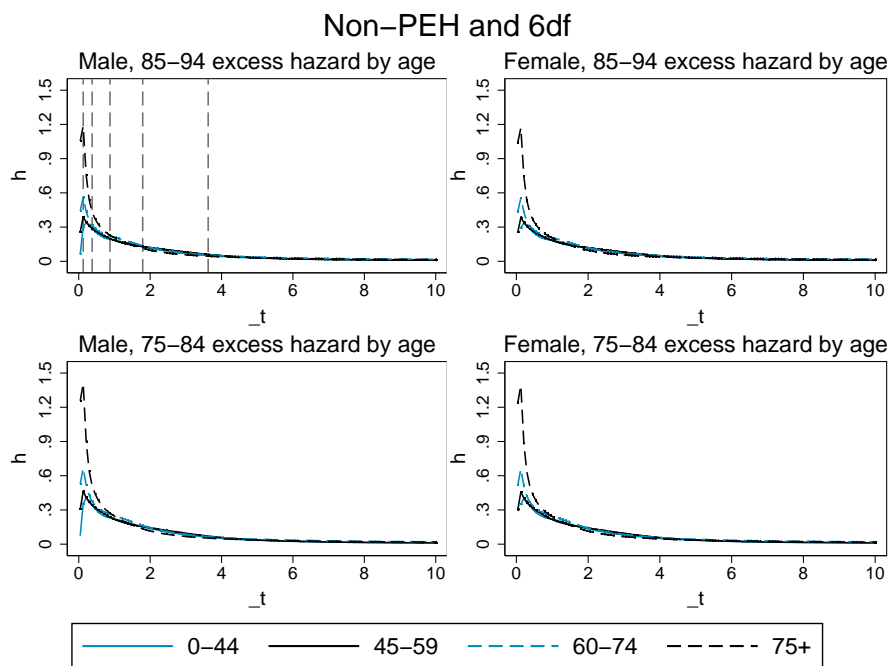 Non−PEH and 6df
Male, 85−94 excess hazard by age
Female, 85−94 excess hazard by age
h
0 .3 .6 .9 1.2 1.5
0 2 4 6 8 10
_t
h
0 .3 .6 .9 1.2 1.5
0 2 4 6 8 10
_t
Male, 75−84 excess hazard by age
Female, 75−84 excess hazard by age
h
0 .3 .6 .9 1.2 1.5
0 2 4 6 8 10
_t
h
0 .3 .6 .9 1.2 1.5
0 2 4 6 8 10
_t
0−44 45−59 60−74 75+